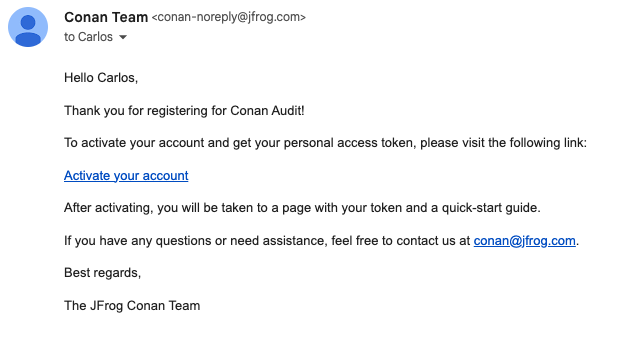 Conan Team <conan-noreply@jfrog.com>
to Carlos
Hello Carlos,
Thank you for registering for Conan Audit!
To activate your account and get your personal access token, please visit the following link:
Activate your account
After activating, you will be taken to a page with your token and a quick-start guide.
If you have any questions or need assistance, feel free to contact us at conan@jfrog.com.
Best regards,
The JFrog Conan Team